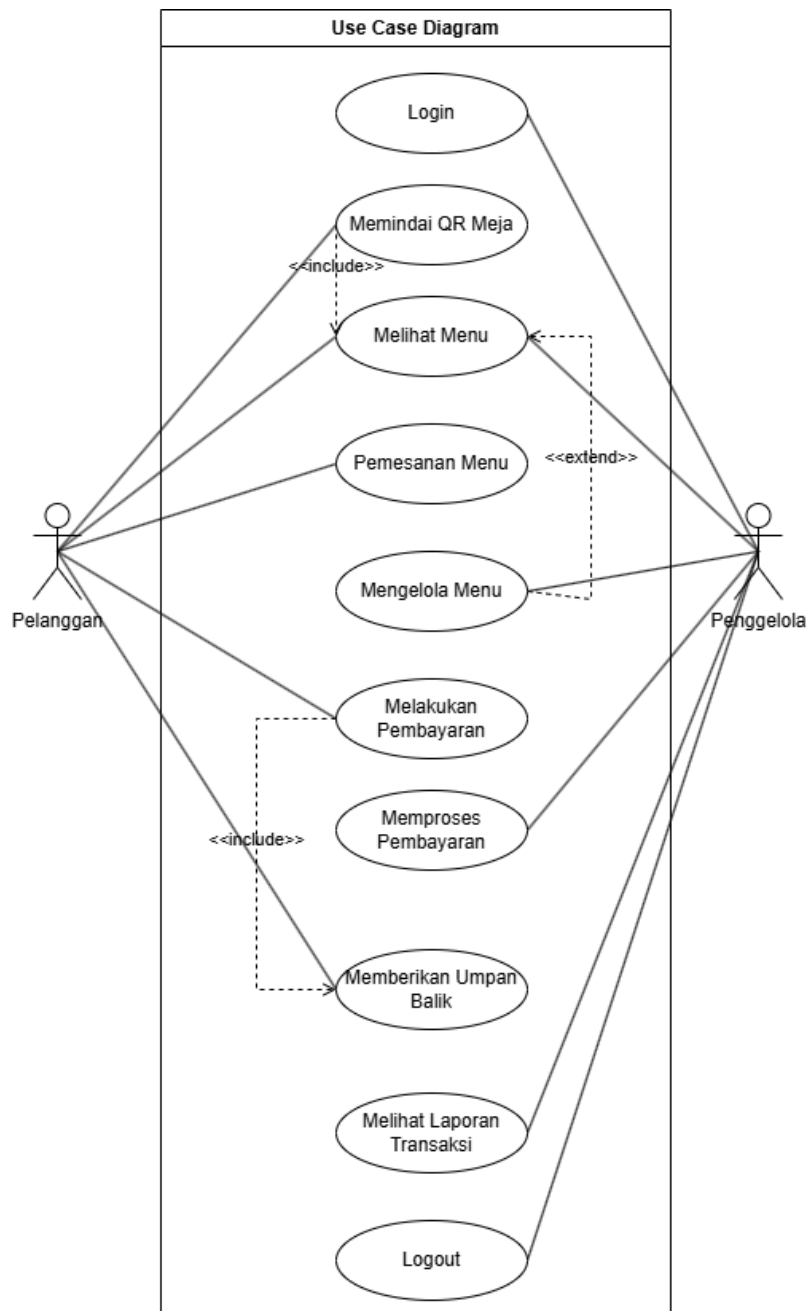 Use Case Diagram
Login
Memindai QR Meja
<<include>>
Melihat Menu
Pemesanan Menu
<<extend>>
Mengelola Menu
Pelanggan
Penggelola
Melakukan
Pembayaran
Memproses
Pembayaran
<<include>>
Memberikan Umpan
Balik
Melihat Laporan
Transaksi
Logout